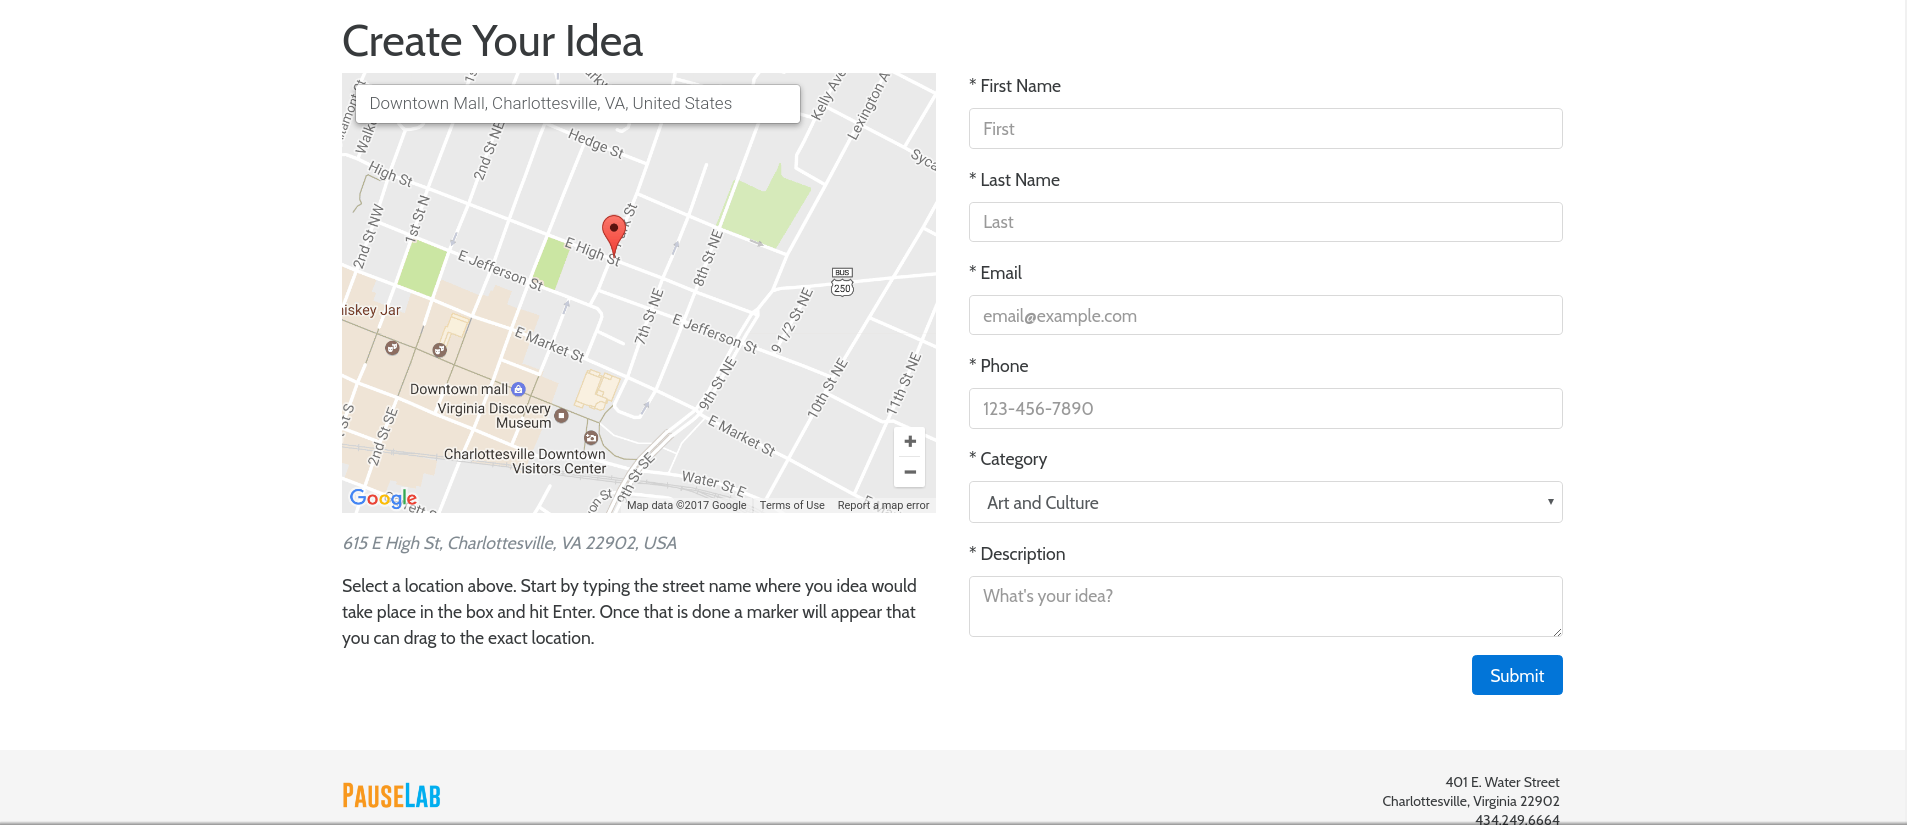 Create Your Idea
Downtown Mall, Charlottesville, VA, United States
Kelly Ave
Lexington A
Hedge St
2nd St NE
Syca
High St
1st St N
2nd St NW
E High St
E Jefferson St
8th St NE
BUS
250
iskey Jar
7th St NE
E Jefferson St
9 1/2 St NE
E Market St
Downtown mall
9th St NE
10th St NE
11th St NE
Virginia Discovery
Museum
2nd St SE
E Market St
Charlottesville Downtown
Visitors Center
Water St E
+
−
Google
Map data ©2017 Google
Terms of Use
Report a map error
615 E High St, Charlottesville, VA 22902, USA
Select a location above. Start by typing the street name where you idea would
take place in the box and hit Enter. Once that is done a marker will appear that
you can drag to the exact location.
* First Name
First
* Last Name
Last
* Email
email@example.com
* Phone
123-456-7890
* Category
Art and Culture
* Description
What's your idea?
Submit
PAUSELAB
401 E. Water Street
Charlottesville, Virginia 22902
434.249.6664